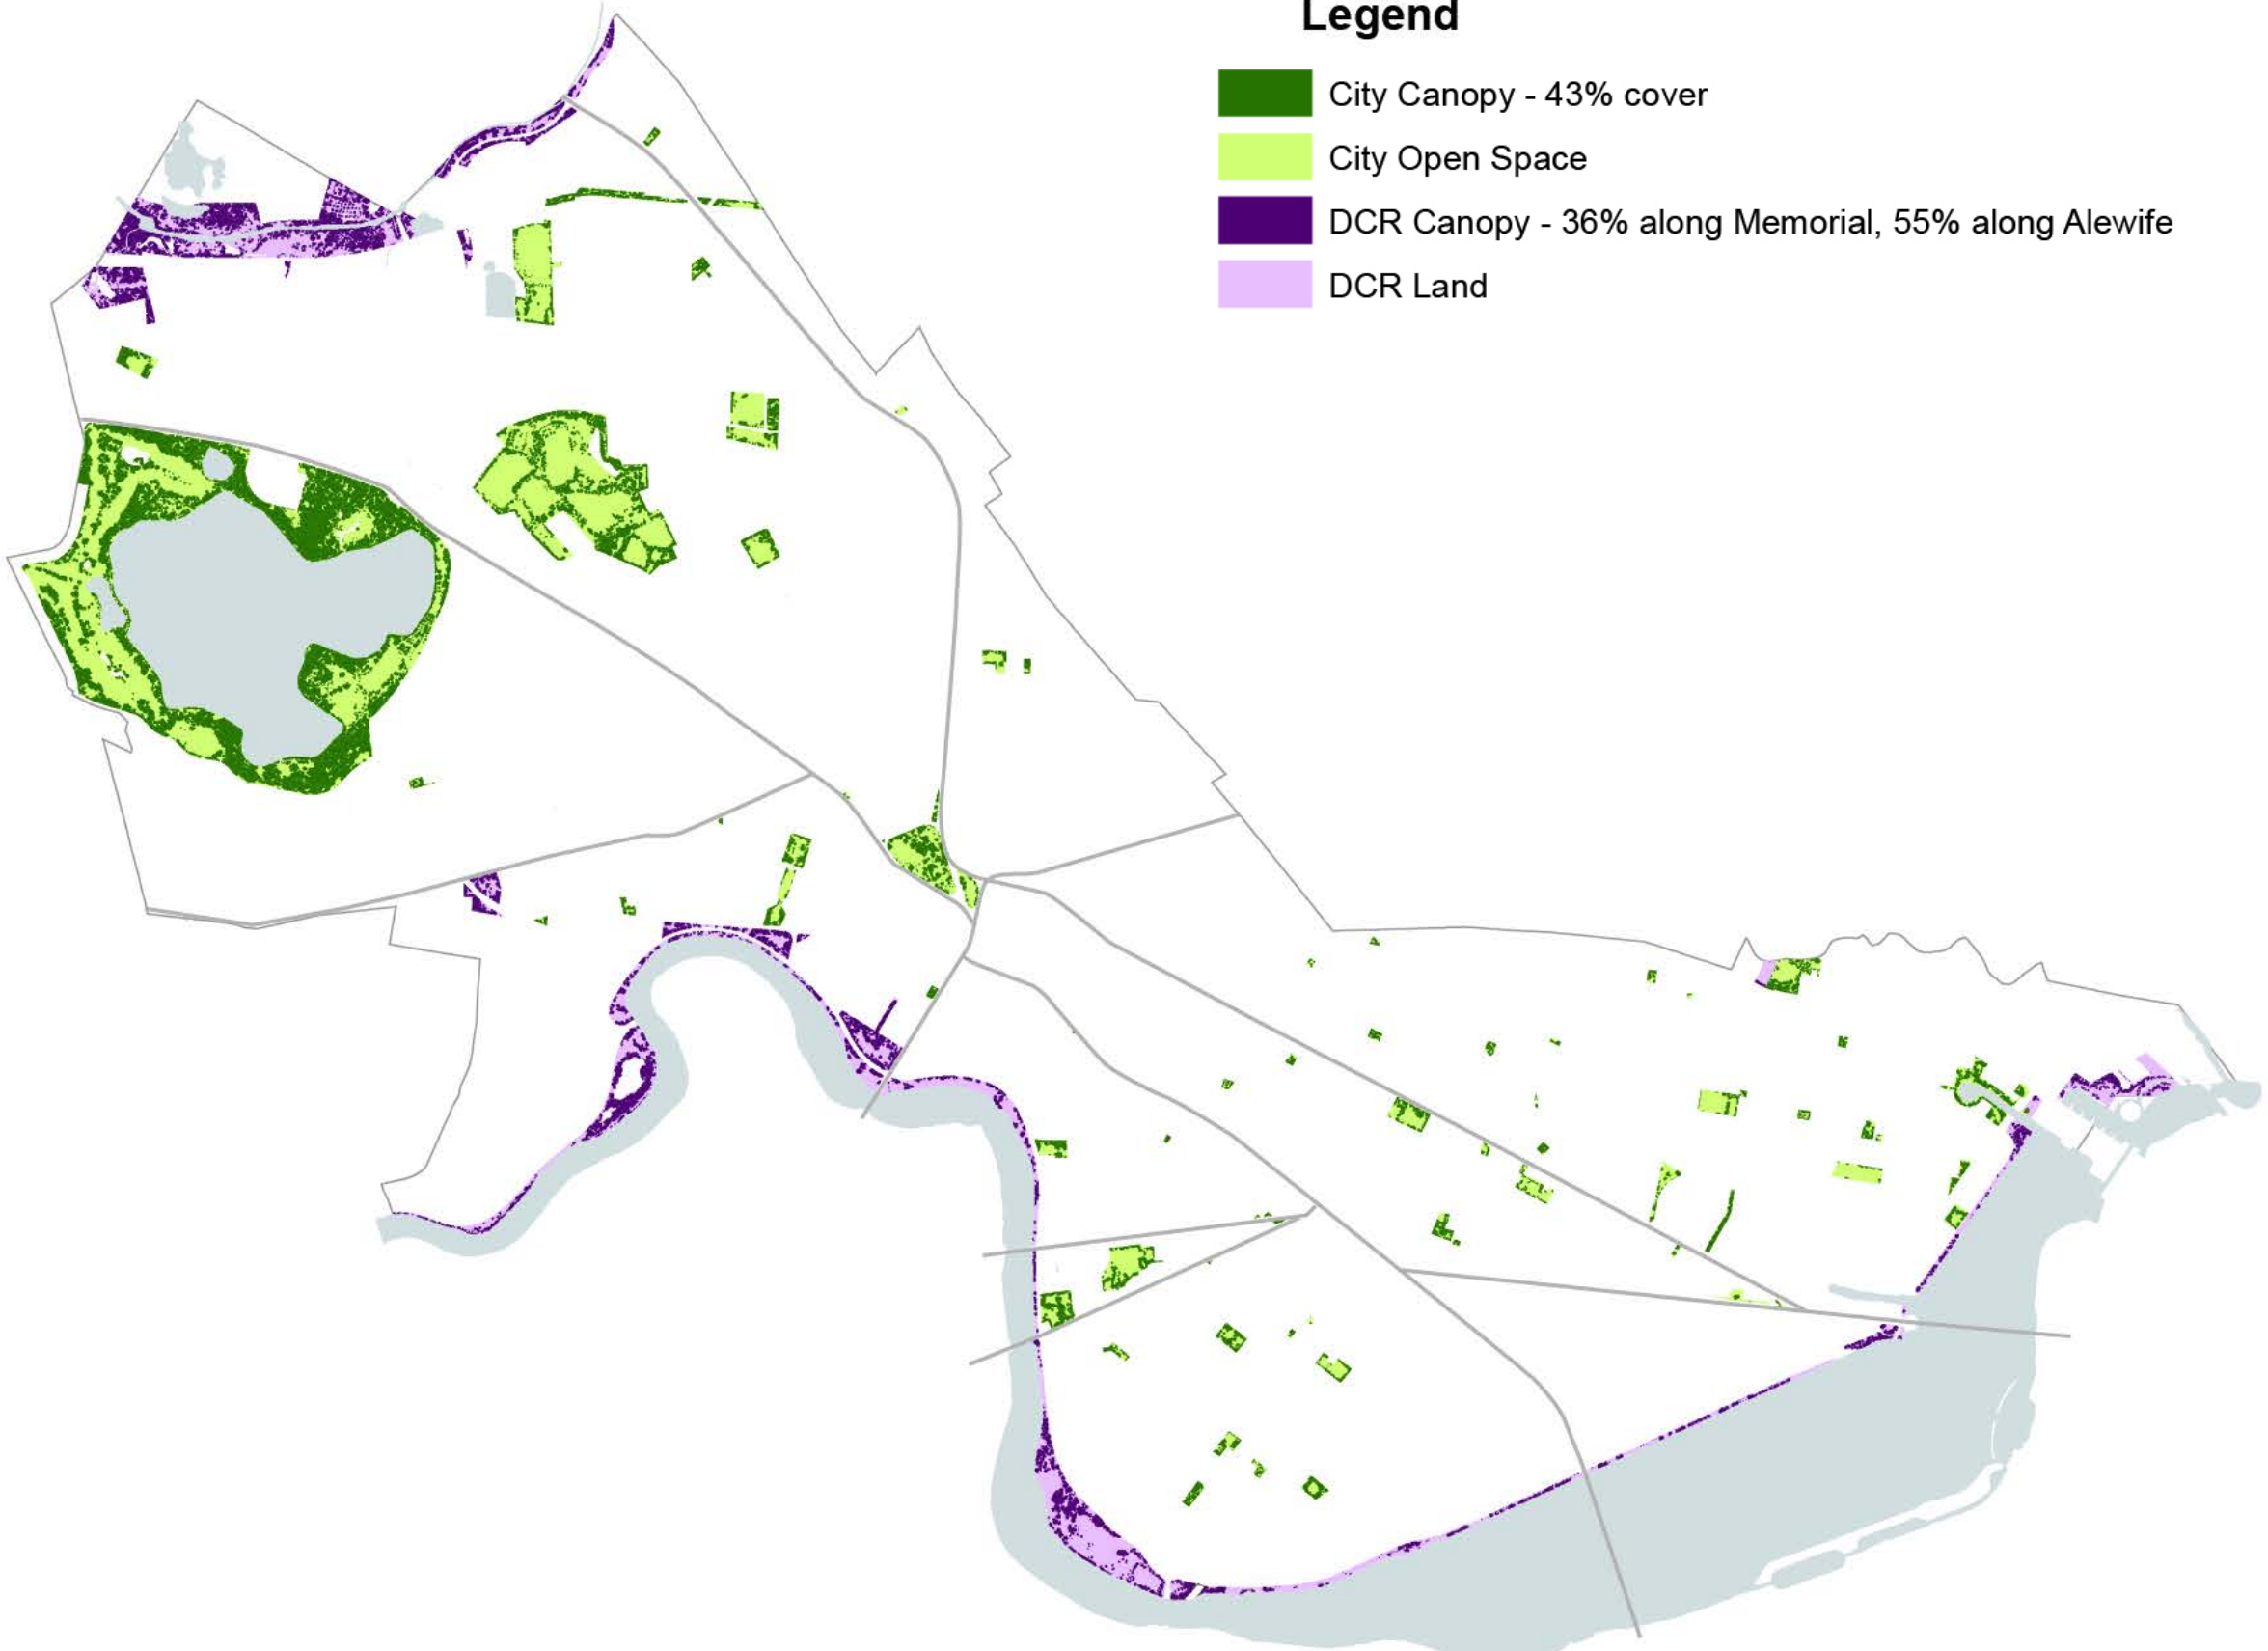 Legend
City Canopy - 43% cover
City Open Space
DCR Canopy - 36% along Memorial, 55% along Alewife
DCR Land